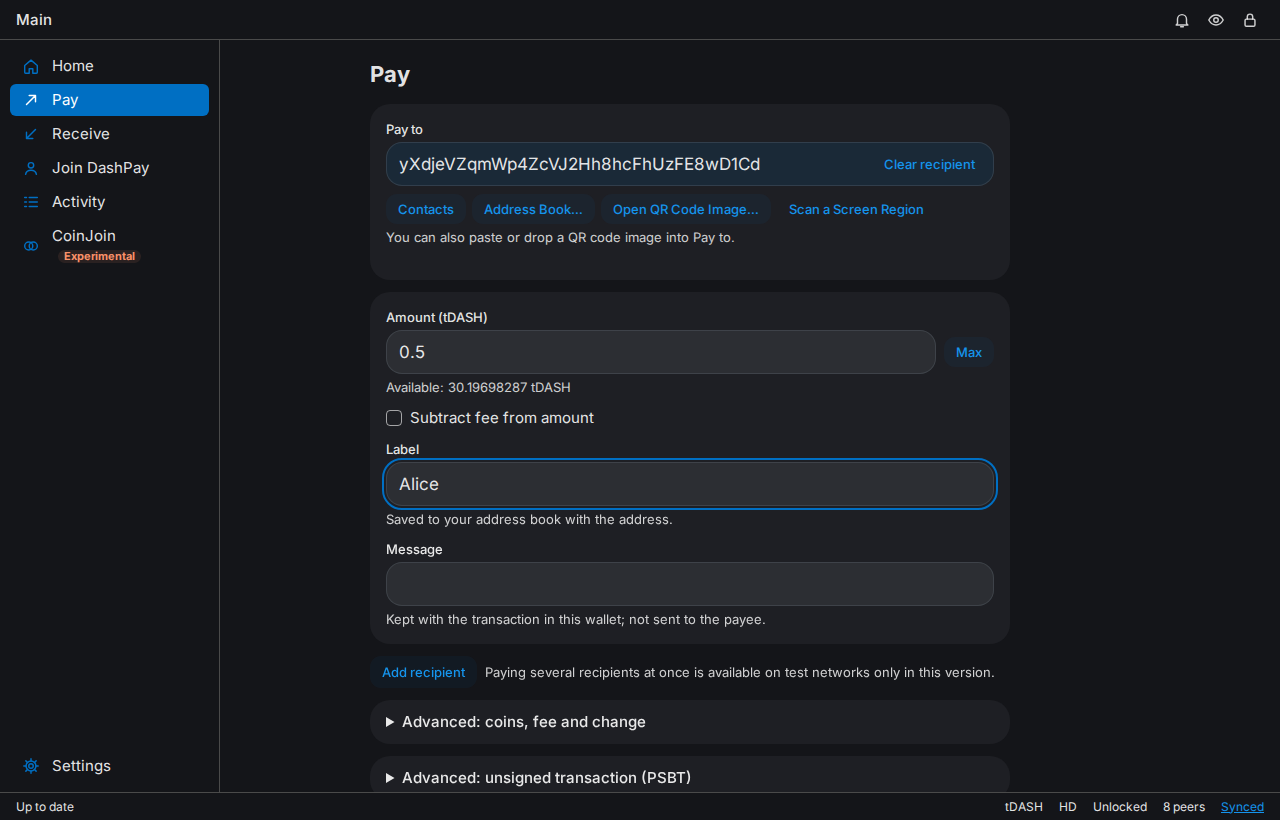 Main
Home
Pay
Receive
Join DashPay
Activity
CoinJoin
Experimental
Settings
Pay
Pay to
yXdjeVZqmWp4ZcVJ2Hh8hcFhUzFE8wD1Cd
Clear recipient
Contacts
Address Book...
Open QR Code Image...
Scan a Screen Region
You can also paste or drop a QR code image into Pay to.
Amount (tDASH)
0.5
Max
Available: 30.19698287 tDASH
Subtract fee from amount
Label
Alice
Saved to your address book with the address.
Message
Kept with the transaction in this wallet; not sent to the payee.
Add recipient
Paying several recipients at once is available on test networks only in this version.
Advanced: coins, fee and change
Advanced: unsigned transaction (PSBT)
Up to date
tDASH
HD
Unlocked
8 peers
Synced